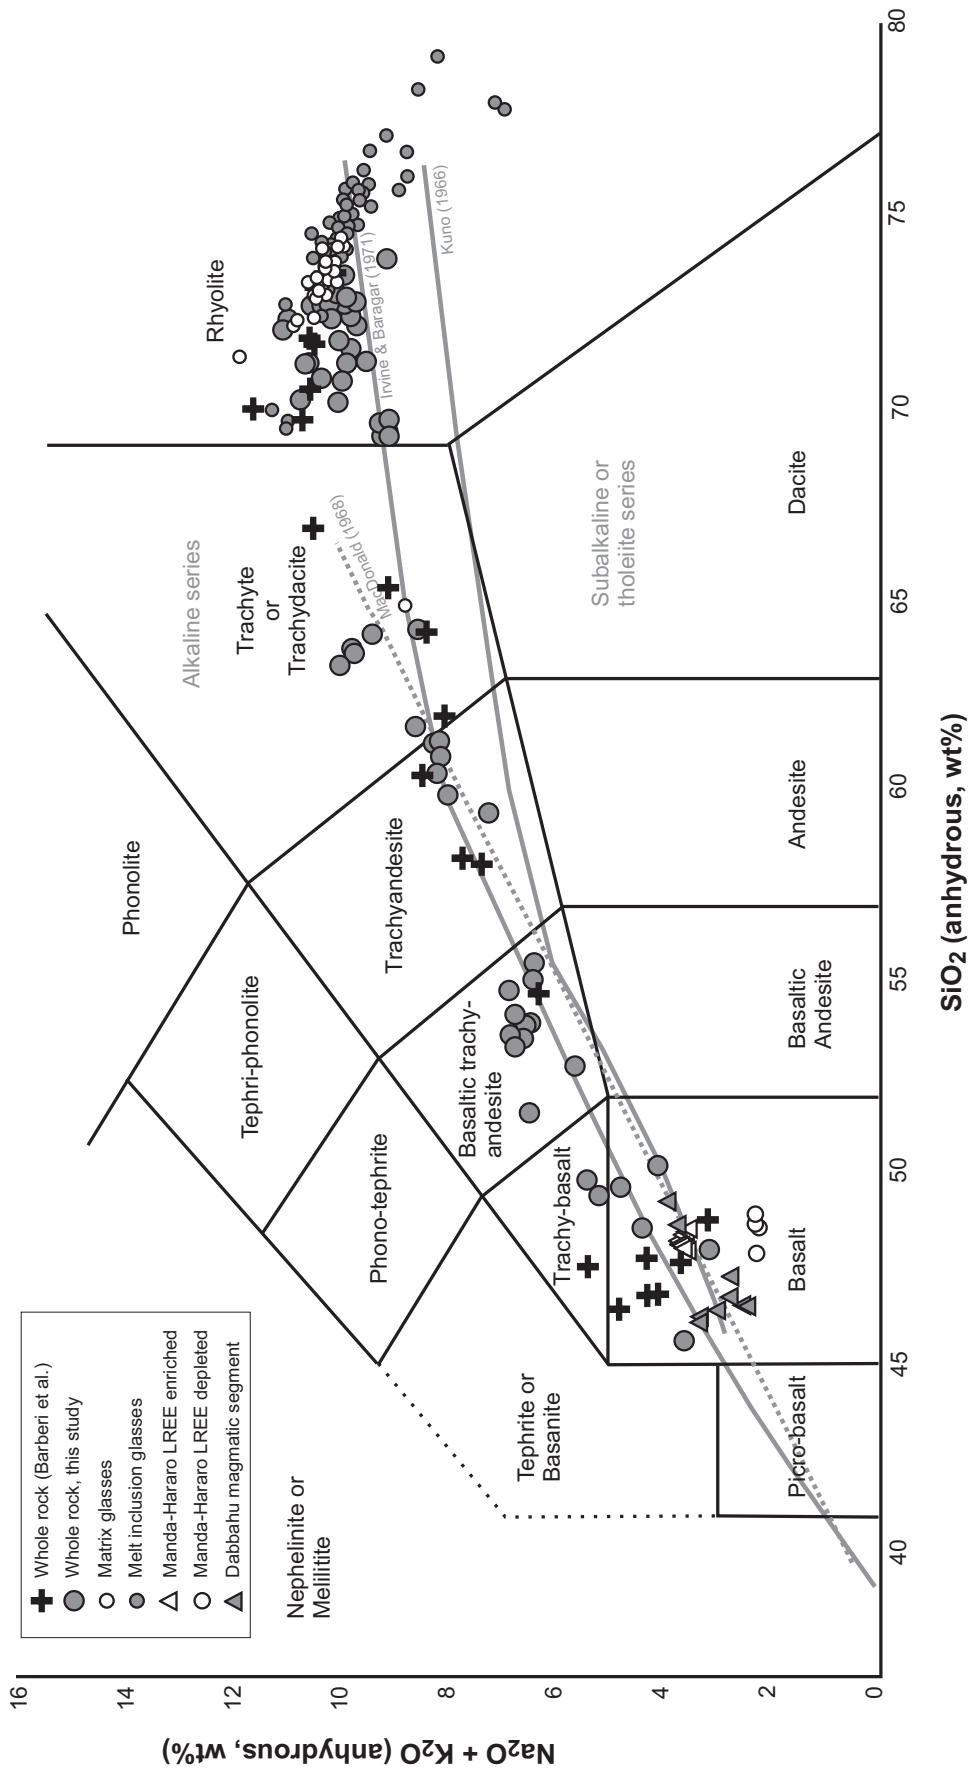 Whole rock (Barberi et al.)
Whole rock, this study
Matrix glasses
Melt inclusion glasses
Manda-Hararo LREE enriched
Manda-Hararo LREE depleted
Dabbahu magmatic segment
Nephelinite or
Melilitite
Phonolite
Tephri-phonolite
Phono-tephrite
Tephrite or
Basanite
Picro-basalt
Trachy-basalt
Basalt
Basaltic trachy-
andesite
Basaltic
Andesite
Trachyandesite
Andesite
Alkaline series
Trachyte
or
Trachydacite
MacDonald (1968)
Subalkaline or
tholeiite series
Dacite
Rhyolite
Irvine & Baragar (1971)
Kuno (1966)
16
14
12
10
8
6
4
2
0
Na2O + K2O (anhydrous, wt%)
40
45
50
55
60
65
70
75
80
SiO2 (anhydrous, wt%)